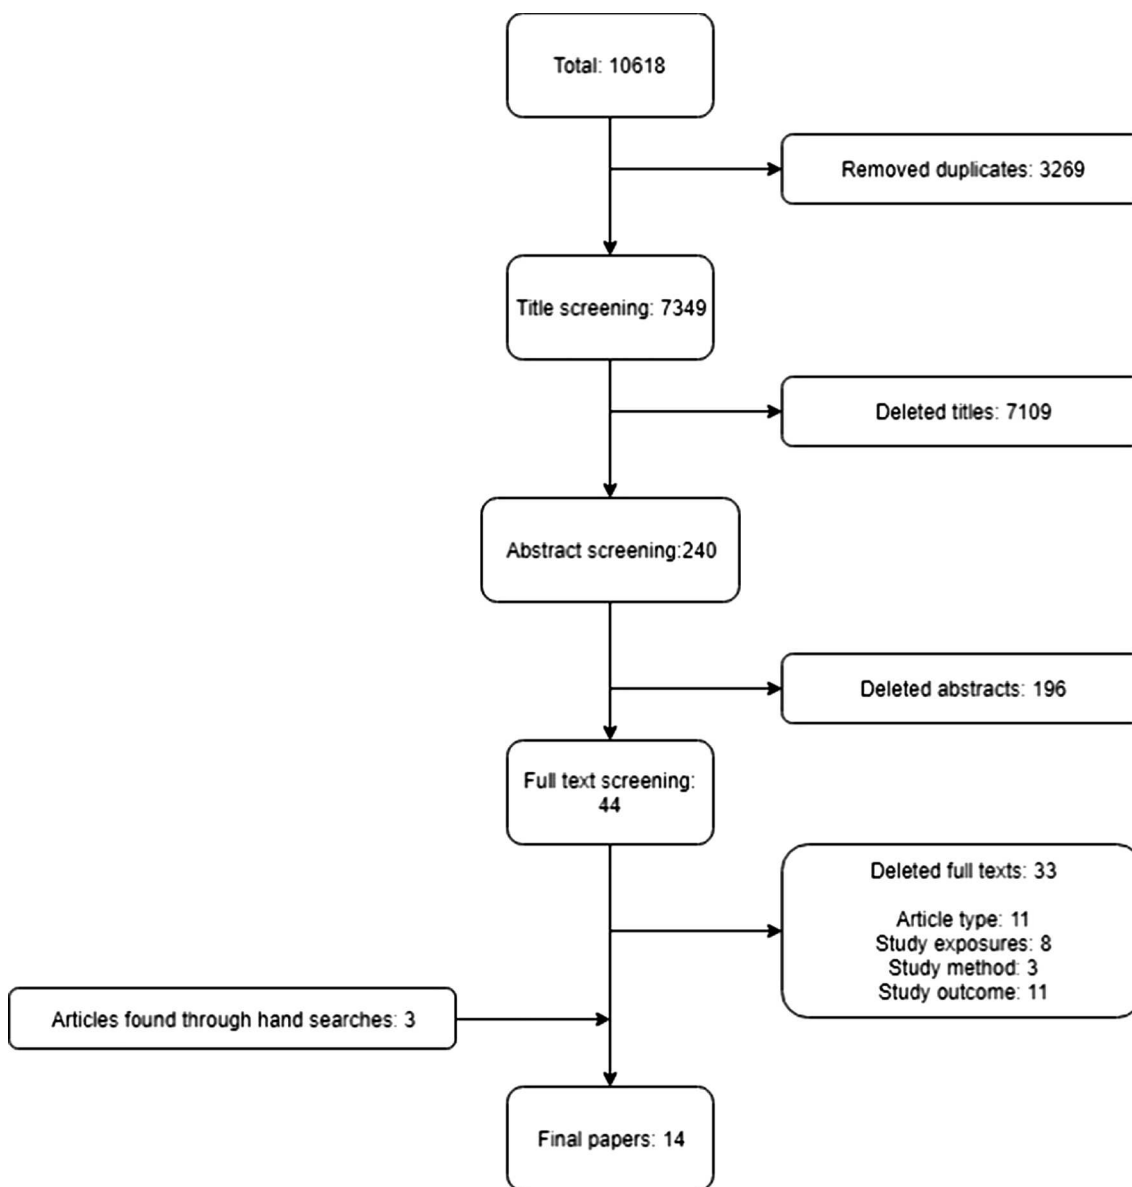 Total: 10618
Removed duplicates: 3269
Title screening: 7349
Deleted titles: 7109
Abstract screening:240
Deleted abstracts: 196
Full text screening:
44
Deleted full texts: 33
Article type: 11
Study exposures: 8
Study method: 3
Study outcome: 11
Articles found through hand searches: 3
Final papers: 14